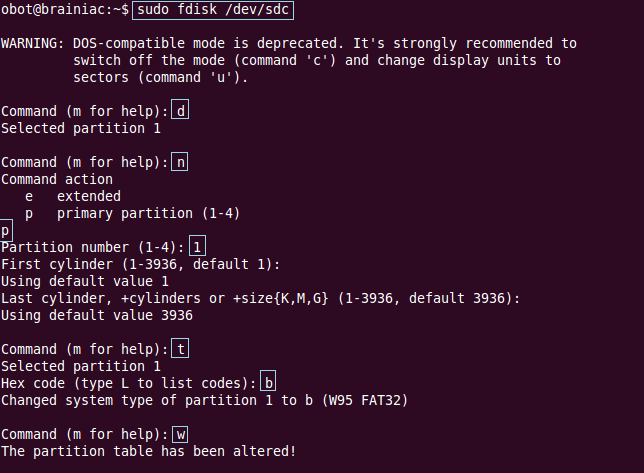 obot@brainiac:~$ sudo fdisk /dev/sdc
WARNING: DOS-compatible mode is deprecated. It's strongly recommended to
switch off the mode (command 'c') and change display units to
sectors (command 'u').
Command (m for help): d
Selected partition 1
Command (m for help): n
Command action
e   extended
p   primary partition (1-4)
p
Partition number (1-4): 1
First cylinder (1-3936, default 1):
Using default value 1
Last cylinder, +cylinders or +size{K,M,G} (1-3936, default 3936):
Using default value 3936
Command (m for help): t
Selected partition 1
Hex code (type L to list codes): b
Changed system type of partition 1 to b (W95 FAT32)
Command (m for help): w
The partition table has been altered!